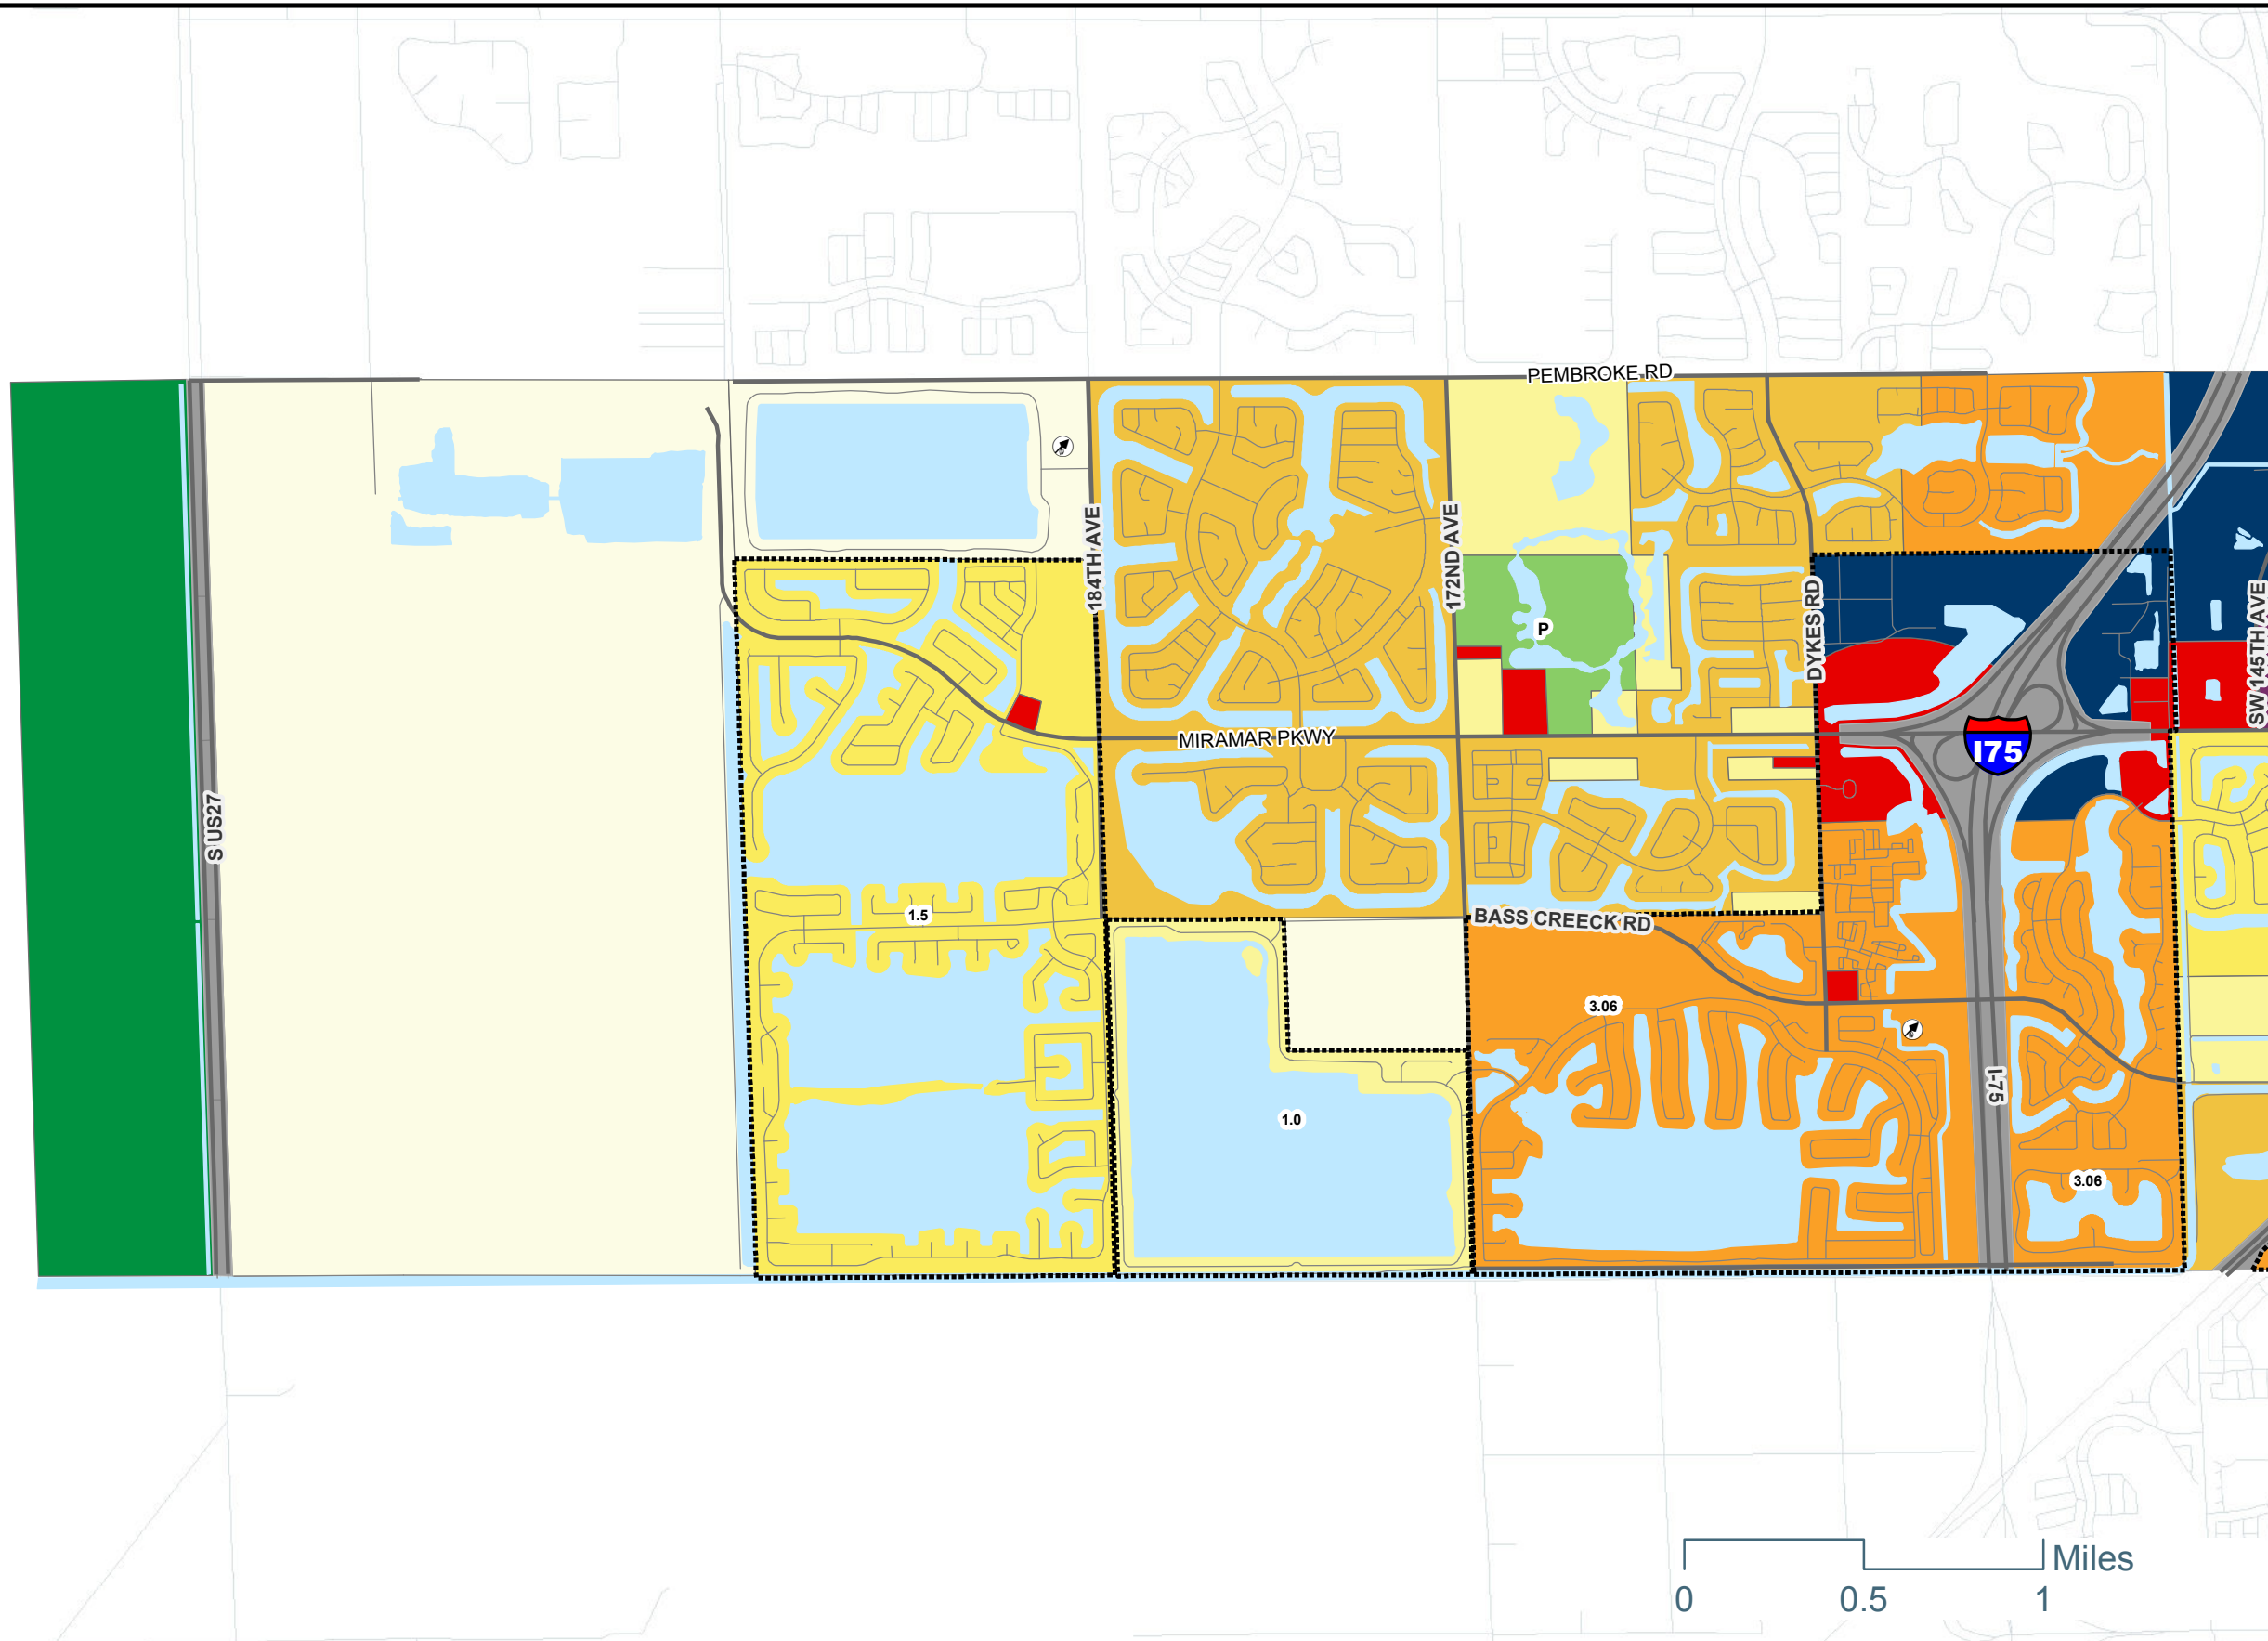 PEMBROKE RD
184TH AVE
172ND AVE
DYKES RD
SW 145TH AVE
P
MIRAMAR PKWY
I75
S US27
1.5
BASS CREECK RD
3.06
I-75
1.0
3.06
Miles
0 0.5 1